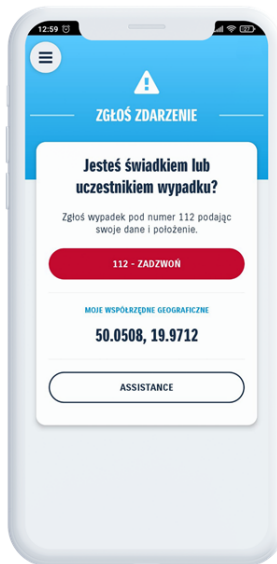 12:59
ZGŁOŚ ZDARZENIE
Jesteś świadkiem lub
uczestnikiem wypadku?
Zgłoś wypadek pod numer 112 podając
swoje dane i położenie.
112 - ZADZWOŃ
MOJE WSPÓŁRZĘDNE GEOGRAFICZNE
50.0508, 19.9712
ASSISTANCE